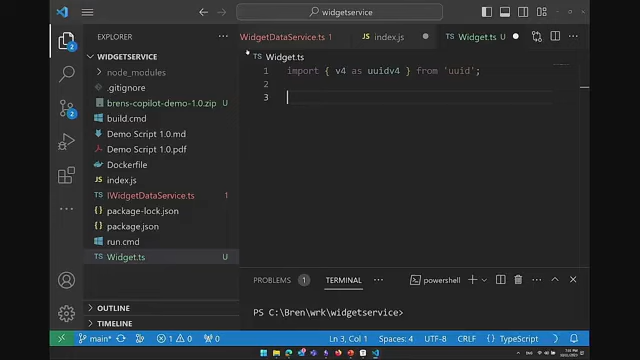 widgetservice
EXPLORER
WidgetDataService.ts 1
index.js
Widget.ts U
WIDGETSERVICE
Widget.ts
node_modules
.gitignore
brens-copilot-demo-1.0.zip U
build.cmd
Demo Script 1.0.md
Demo Script 1.0.pdf
Dockerfile
index.js
IWidgetDataService.ts 1
package-lock.json
package.json
run.cmd
Widget.ts U
OUTLINE
TIMELINE
1 import { v4 as uuidv4 } from 'uuid';
2
3
PROBLEMS 1
TERMINAL
powershell
PS C:\Bren\wrk\widgetservice>
main*
1 0
0
Ln 3, Col 1
Spaces: 4
UTF-8
CRLF
TypeScript